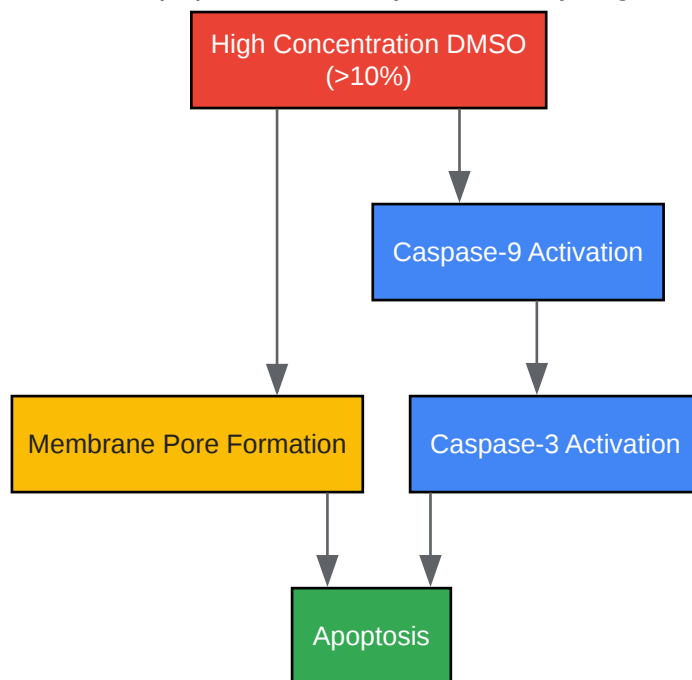 High Concentration DMSO
(>10%)
Caspase-9 Activation
Membrane Pore Formation
Caspase-3 Activation
Apoptosis